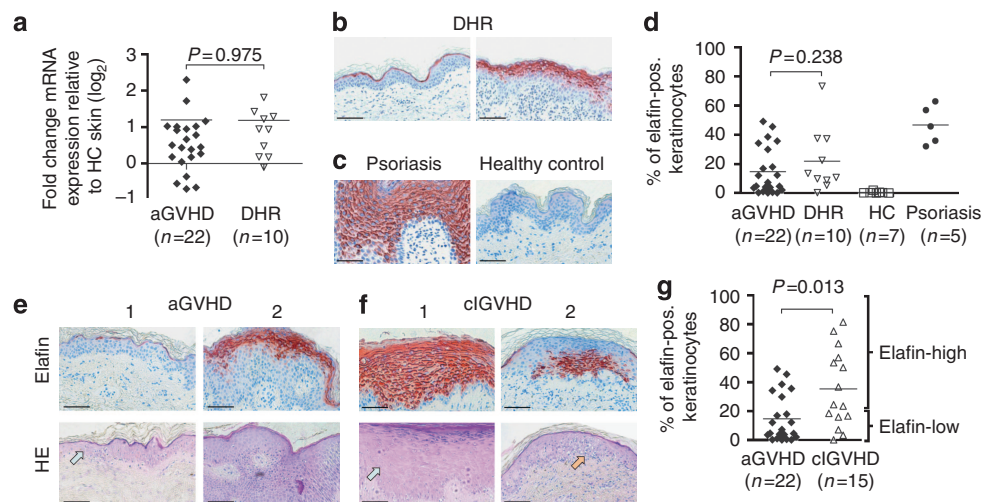 a
Fold change mRNA
expression relative
to HC skin (log2)
3
2
1
0
–1
P=0.975
aGVHD
(n=22)
DHR
(n=10)
b
DHR
c
Psoriasis
Healthy control
d
% of elafin-pos.
keratinocytes
100
80
60
40
20
0
P=0.238
aGVHD
(n=22)
DHR
(n=10)
HC
(n=7)
Psoriasis
(n=5)
e
aGVHD
1
2
Elafin
HE
f
clGVHD
1
2
g
% of elafin-pos.
keratinocytes
100
80
60
40
20
0
P=0.013
aGVHD
(n=22)
clGVHD
(n=15)
Elafin-high
Elafin-low